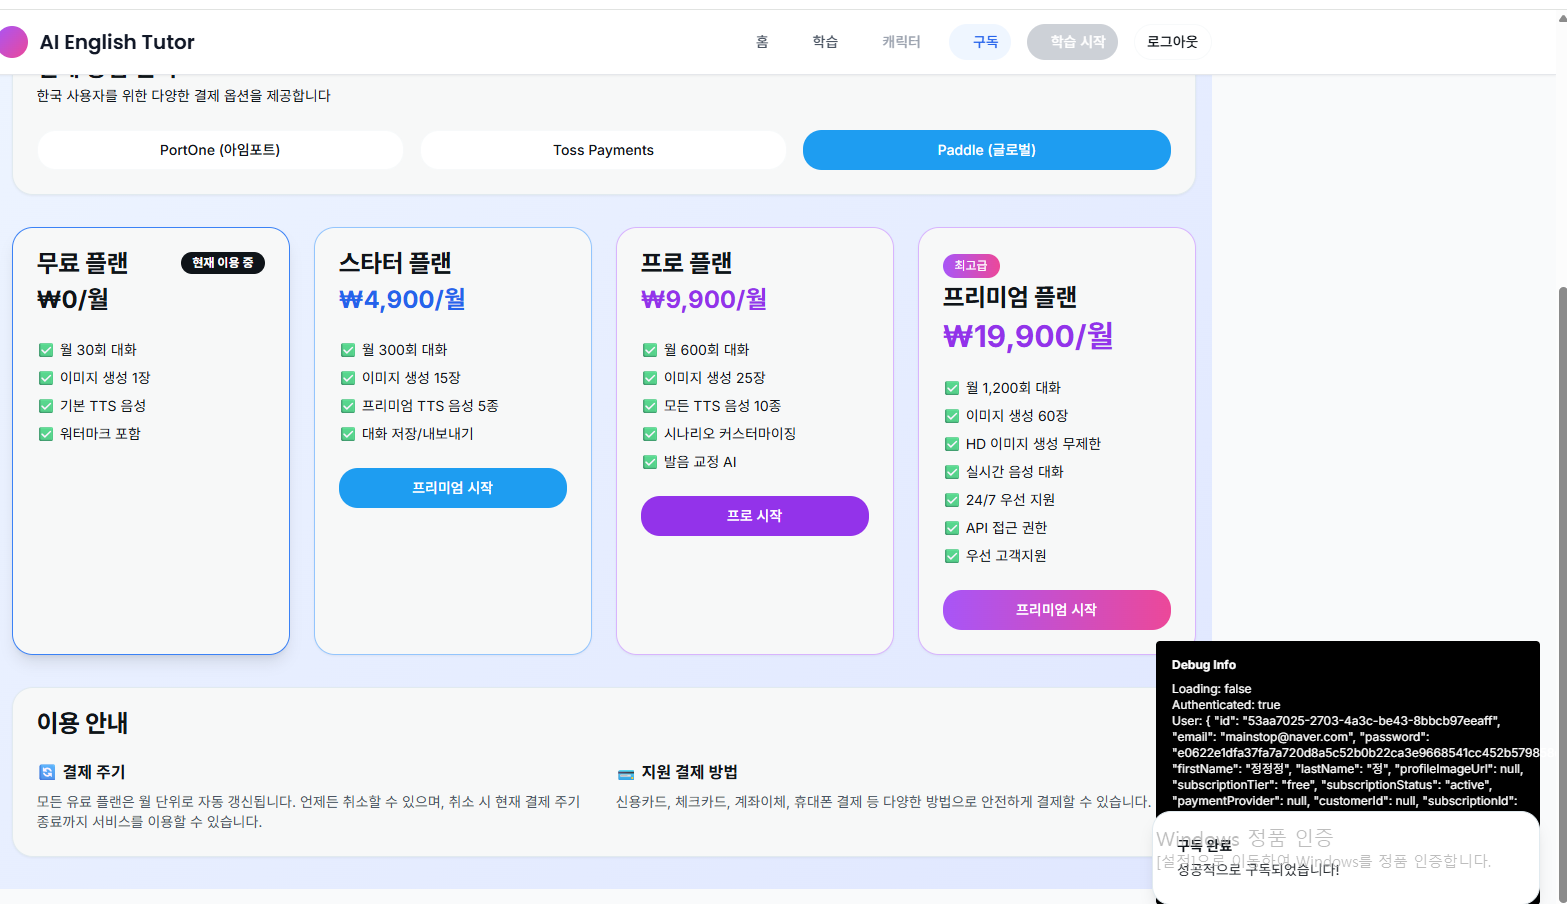 AI English Tutor
홈
학습
캐릭터
구독
학습 시작
로그아웃
한국 사용자를 위한 다양한 결제 옵션을 제공합니다
PortOne (아임포트)
Toss Payments
Paddle (글로벌)
무료 플랜
현재 이용 중
₩0/월
월 30회 대화
이미지 생성 1장
기본 TTS 음성
워터마크 포함
스타터 플랜
₩4,900/월
월 300회 대화
이미지 생성 15장
프리미엄 TTS 음성 5종
대화 저장/내보내기
프리미엄 시작
프로 플랜
₩9,900/월
월 600회 대화
이미지 생성 25장
모든 TTS 음성 10종
시나리오 커스터마이징
발음 교정 AI
프로 시작
최고급
프리미엄 플랜
₩19,900/월
월 1,200회 대화
이미지 생성 60장
HD 이미지 생성 무제한
실시간 음성 대화
24/7 우선 지원
API 접근 권한
우선 고객지원
프리미엄 시작
이용 안내
결제 주기
모든 유료 플랜은 월 단위로 자동 갱신됩니다. 언제든 취소할 수 있으며, 취소 시 현재 결제 주기
종료까지 서비스를 이용할 수 있습니다.
지원 결제 방법
신용카드, 체크카드, 계좌이체, 휴대폰 결제 등 다양한 방법으로 안전하게 결제할 수 있습니다.
Debug Info
Loading: false
Authenticated: true
User: { "id": "53aa7025-2703-4a3c-be43-8bbcb97eeaff",
"email": "mainstop@naver.com", "password":
"e0622e1dfa37fa7a720d8a5c52b0b22ca3e9668541cc452b5798
"firstName": "정정정", "lastName": "정", "profileImageUrl": null,
"subscriptionTier": "free", "subscriptionStatus": "active",
"paymentProvider": null, "customerId": null, "subscriptionId":
Windows 정품 인증
구독 완료
[설정]으로 이동하여 Windows를 정품 인증합니다.
성공적으로 구독되었습니다!